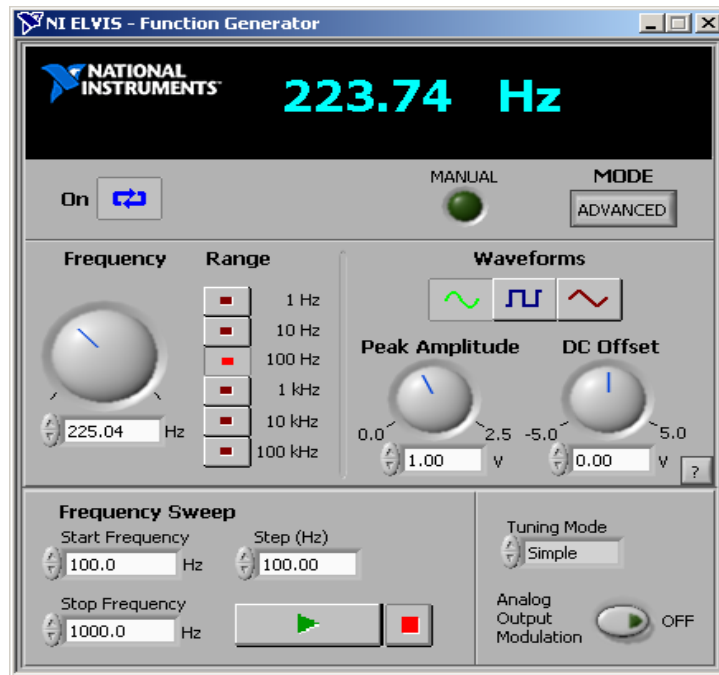 NI ELVIS - Function Generator
NATIONAL
INSTRUMENTS
223.74 Hz
On
MANUAL
MODE
ADVANCED
Frequency
225.04 Hz
Range
1 Hz
10 Hz
100 Hz
1 kHz
10 kHz
100 kHz
Waveforms
Peak Amplitude
0.0 2.5
1.00 V
DC Offset
-5.0 5.0
0.00 V
?
Frequency Sweep
Start Frequency
100.0 Hz
Step (Hz)
100.00
Stop Frequency
1000.0 Hz
Tuning Mode
Simple
Analog
Output
Modulation
OFF